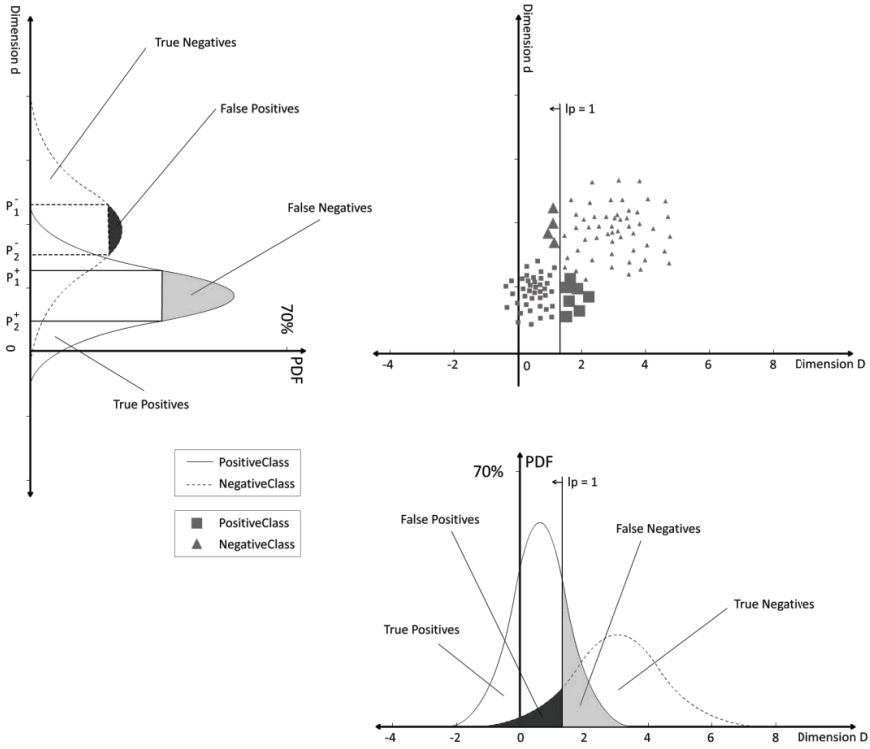 Dimension d
True Negatives
False Positives
False Negatives
P1-
P2-
P1+
P2+
0
70%
PDF
True Positives
PositiveClass
NegativeClass
PositiveClass
NegativeClass
Dimension d
lp = 1
-4
-2
0
2
4
6
8
Dimension D
70%
PDF
lp = 1
False Positives
False Negatives
True Positives
True Negatives
-4
-2
0
2
4
6
8
Dimension D